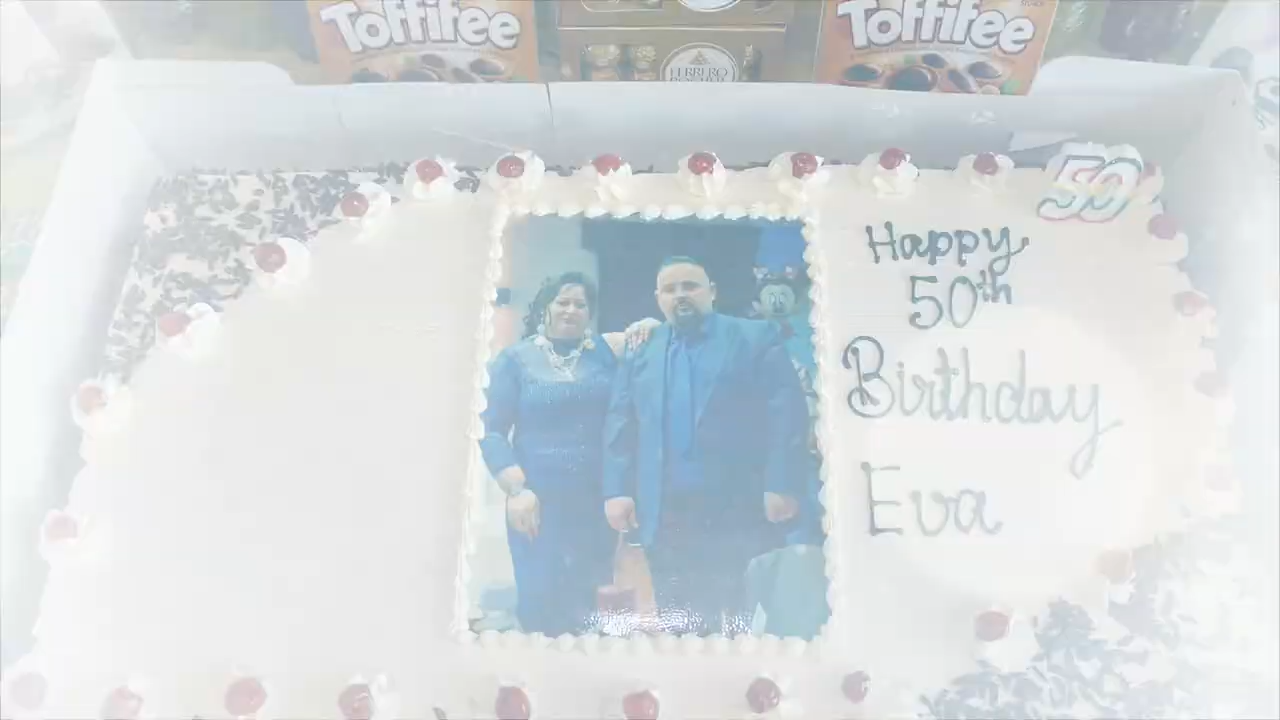 Toffifee
FERRERO
ROCHER
Toffifee
50
Happy
50th
Birthday
Eva